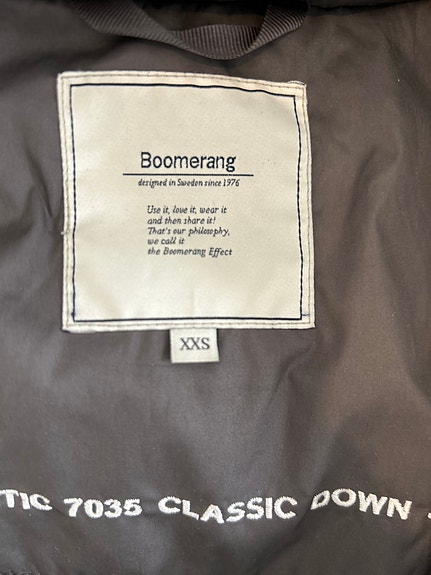 Boomerang
designed in Sweden since 1976
Use it, love it, wear it
and then share it!
That's our philosophy,
we call it
the Boomerang Effect
XXS
TIC 7035 CLASSIC DOWN